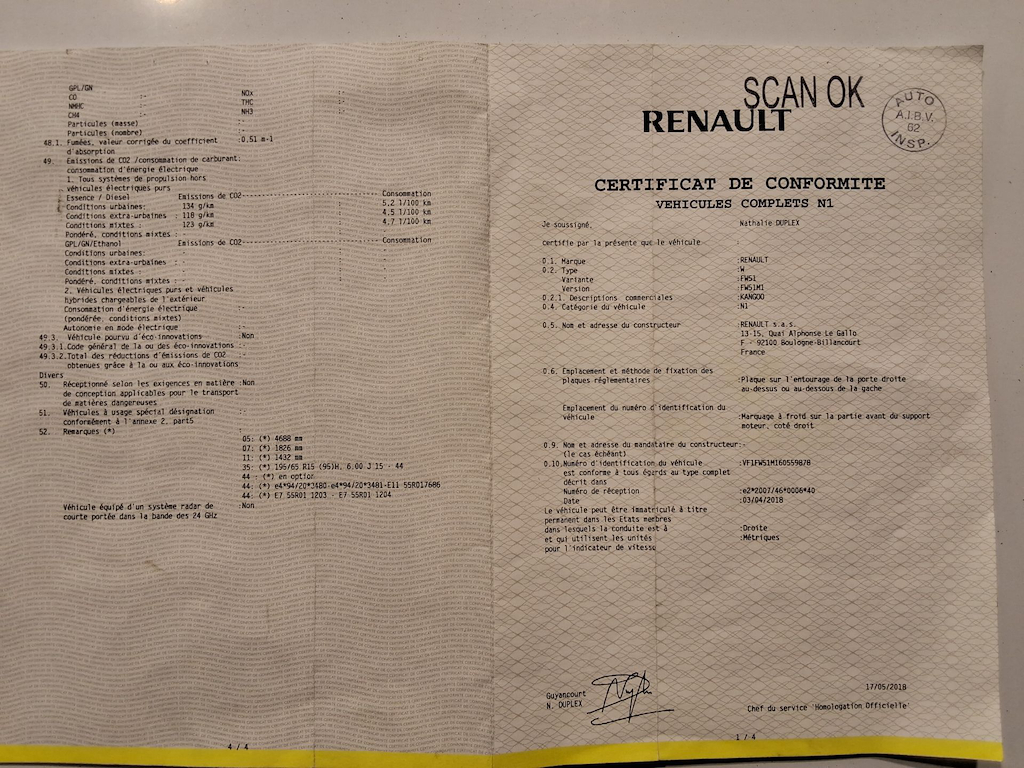 GPL/GN
CO :- NOx :-
NMHC THC :-
CH4 :- NH3 :-
Particules (masse) :-
Particules (nombre) :-
48.1. Fumées, valeur corrigée du coefficient :0.51 m-1
d'absorption
49. Emissions de CO2 /consommation de carburant:
consommation d'énergie électrique
1. Tous systèmes de propulsion hors
véhicules électriques purs
Essence / Diesel Emissions de CO2 Consommation
Conditions urbaines: 134 g/km 5,2 l/100 km
Conditions extra-urbaines : 118 g/km 4,5 l/100 km
Conditions mixtes : 123 g/km 4,7 l/100 km
Pondéré, conditions mixtes : -
GPL/GN/Ethanol Emissions de CO2 Consommation
Conditions urbaines: -
Conditions extra-urbaines : -
Conditions mixtes : -
Pondéré, conditions mixtes : -
2. Véhicules électriques purs et véhicules
hybrides chargeables de l'extérieur
Consommation d'énergie électrique :-
(pondérée, conditions mixtes)
Autonomie en mode électrique :-
49.3. Véhicule pourvu d'éco-innovations :Non
49.3.1.Code général de la ou des éco-innovations :-
49.3.2.Total des réductions d'émissions de CO2 :-
obtenues grâce à la ou aux éco-innovations
Divers
50. Réceptionné selon les exigences en matière :Non
de conception applicables pour le transport
de matières dangereuses
51. Véhicules à usage spécial désignation :-
conformément à l'annexe 2, part5
52. Remarques (*)
05: (*) 4688 mm
07: (*) 1826 mm
11: (*) 1432 mm
35- (*) 195/65 R15 (95)H, 6.00 J 15 - 44
44 : (*) en option
44: (*) e4*94/20*3480-e4*94/20*3481-E11 55R017686
44: (*) E7 55R01 1203 - E7 55R01 1204
Véhicule équipé d'un système radar de :Non
courte portée dans la bande des 24 GHz
4 / 4
SCAN OK
RENAULT
AUTO
A.I.B.V.
62
INSP.
CERTIFICAT DE CONFORMITE
VEHICULES COMPLETS N1
Je soussigné, Nathalie DUPLEX
certifie par la présente que le véhicule
0.1. Marque :RENAULT
0.2. Type :W
Variante :FW51
Version :FW51M1
0.2.1. Descriptions commerciales :KANGOO
0.4. Catégorie du véhicule :N1
0.5. Nom et adresse du constructeur :RENAULT s.a.s.
13-15, Quai Alphonse Le Gallo
F - 92100 Boulogne-Billancourt
France
0.6. Emplacement et méthode de fixation des
plaques réglementaires :Plaque sur l'entourage de la porte droite
au-dessus ou au-dessous de la gache
Emplacement du numéro d'identification du
véhicule :Marquage à froid sur la partie avant du support
moteur, coté droit
0.9. Nom et adresse du mandataire du constructeur:-
(le cas échéant)
0.10.Numéro d'identification du véhicule :VF1FW51M160559878
est conforme à tous égards au type complet
décrit dans
Numéro de réception :e2*2007/46*0006*40
Date :03/04/2018
Le véhicule peut être immatriculé à titre
permanent dans les Etats membres
dans lesquels la conduite est à :Droite
et qui utilisent les unités :Métriques
pour l'indicateur de vitesse
Guyancourt
N. DUPLEX
17/05/2018
Chef du service 'Homologation Officielle'
1 / 4